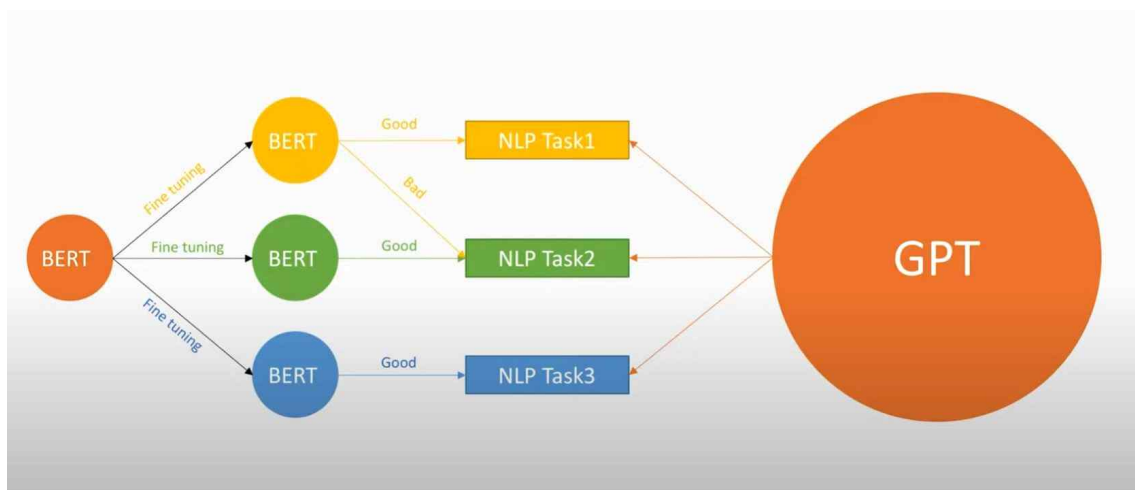 BERT
Fine tuning
BERT
Good
NLP Task1
Bad
Fine tuning
BERT
Good
NLP Task2
Fine tuning
BERT
Good
NLP Task3
GPT